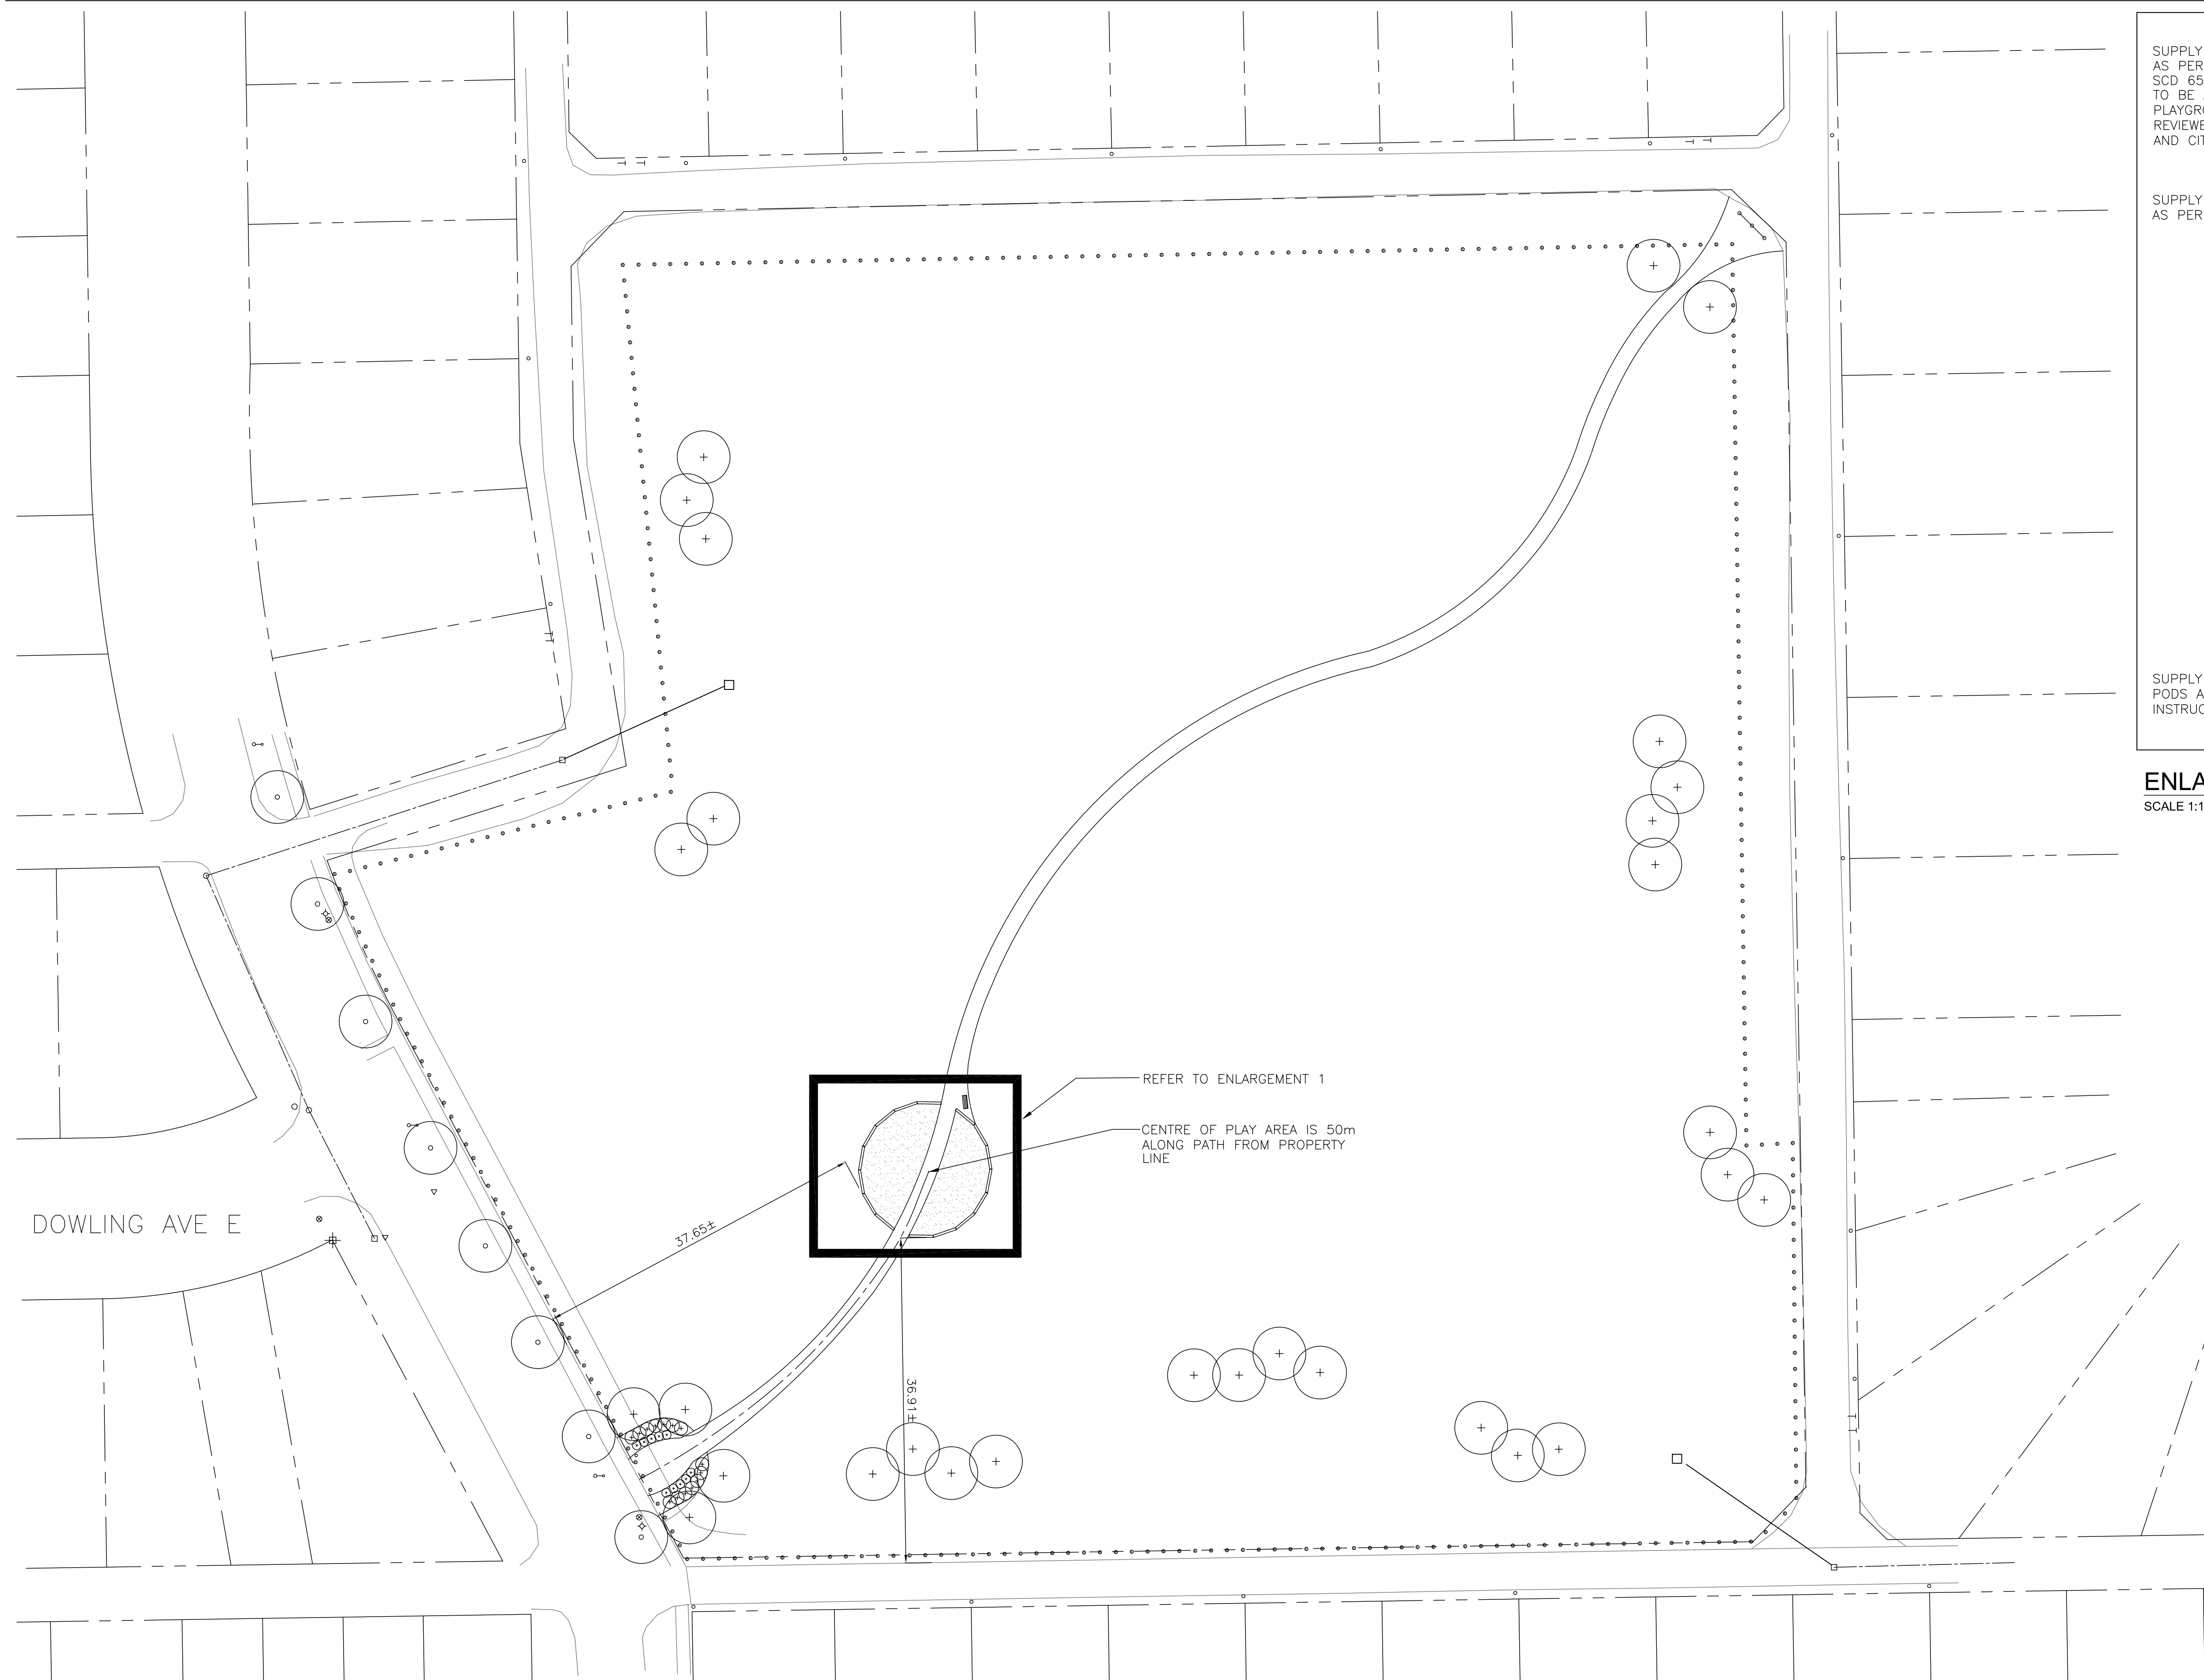 SUPPLY
AS PER
SCD 65
TO BE
REVIEWE
AND CIT
SUPPLY
AS PER
SUPPLY
PODS A
INSTRUC
ENLA
SCALE 1:1
REFER TO ENLARGEMENT 1
CENTRE OF PLAY AREA IS 50m
ALONG PATH FROM PROPERTY
LINE
37.65±
DOWLING AVE E
36.91±